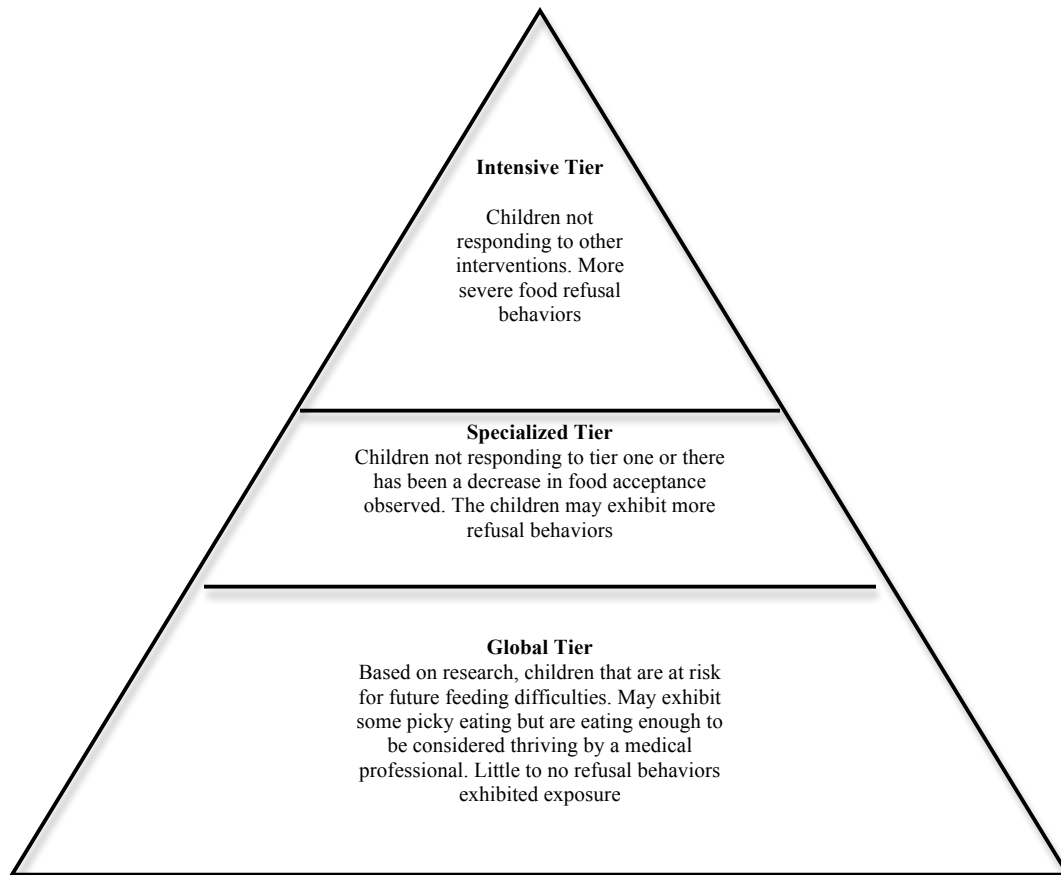 Intensive Tier
Children not
responding to other
interventions. More
severe food refusal
behaviors
Specialized Tier
Children not responding to tier one or there
has been a decrease in food acceptance
observed. The children may exhibit more
refusal behaviors
Global Tier
Based on research, children that are at risk
for future feeding difficulties. May exhibit
some picky eating but are eating enough to
be considered thriving by a medical
professional. Little to no refusal behaviors
exhibited exposure